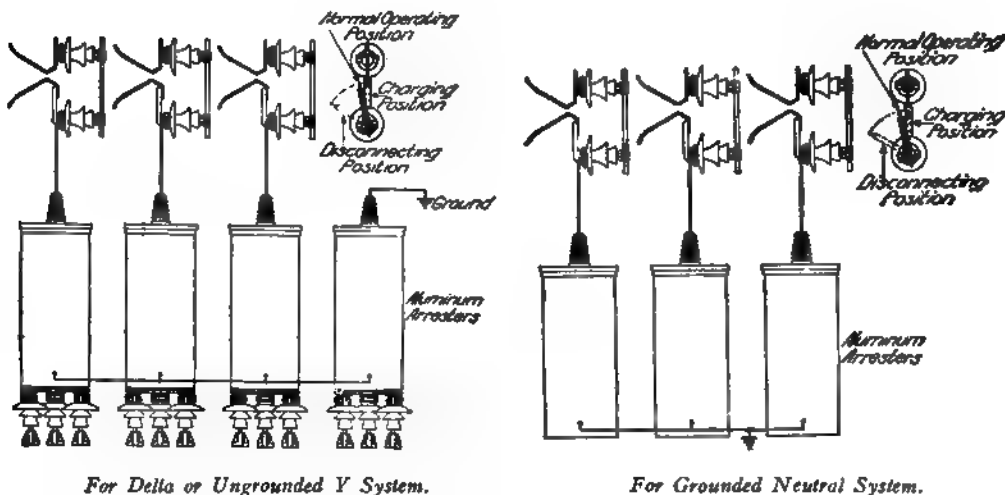 Normal Operating
Position
Charging
Position
Disconnecting
Position
Ground
Aluminum
Arresters
For Delta or Ungrounded Y System.
Normal Operating
Position
Charging
Position
Disconnecting
Position
Aluminum
Arresters
For Grounded Neutral System.